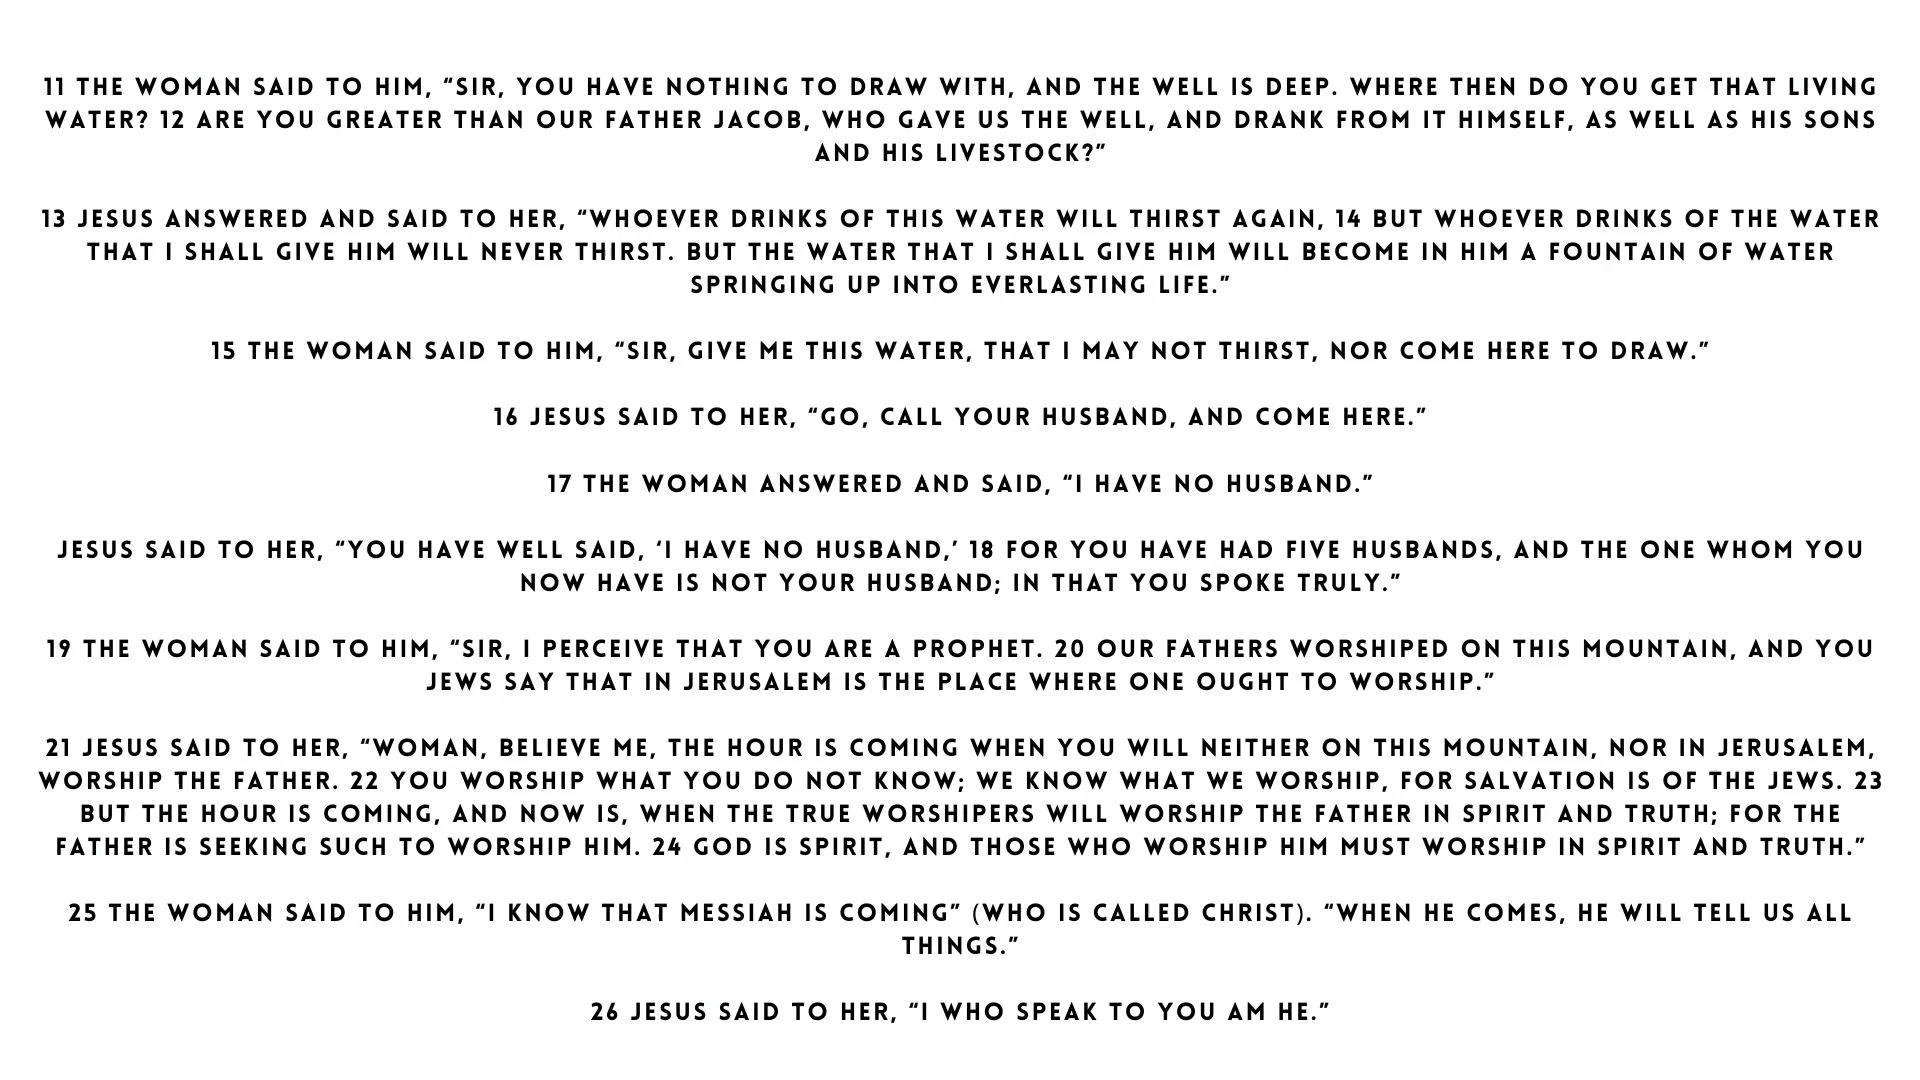 11 THE WOMAN SAID TO HIM, “SIR, YOU HAVE NOTHING TO DRAW WITH, AND THE WELL IS DEEP. WHERE THEN DO YOU GET THAT LIVING
WATER? 12 ARE YOU GREATER THAN OUR FATHER JACOB, WHO GAVE US THE WELL, AND DRANK FROM IT HIMSELF, AS WELL AS HIS SONS
AND HIS LIVESTOCK?”
13 JESUS ANSWERED AND SAID TO HER, “WHOEVER DRINKS OF THIS WATER WILL THIRST AGAIN, 14 BUT WHOEVER DRINKS OF THE WATER
THAT I SHALL GIVE HIM WILL NEVER THIRST. BUT THE WATER THAT I SHALL GIVE HIM WILL BECOME IN HIM A FOUNTAIN OF WATER
SPRINGING UP INTO EVERLASTING LIFE.”
15 THE WOMAN SAID TO HIM, “SIR, GIVE ME THIS WATER, THAT I MAY NOT THIRST, NOR COME HERE TO DRAW.”
16 JESUS SAID TO HER, “GO, CALL YOUR HUSBAND, AND COME HERE.”
17 THE WOMAN ANSWERED AND SAID, “I HAVE NO HUSBAND.”
JESUS SAID TO HER, “YOU HAVE WELL SAID, ‘I HAVE NO HUSBAND,’ 18 FOR YOU HAVE HAD FIVE HUSBANDS, AND THE ONE WHOM YOU
NOW HAVE IS NOT YOUR HUSBAND; IN THAT YOU SPOKE TRULY.”
19 THE WOMAN SAID TO HIM, “SIR, I PERCEIVE THAT YOU ARE A PROPHET. 20 OUR FATHERS WORSHIPED ON THIS MOUNTAIN, AND YOU
JEWS SAY THAT IN JERUSALEM IS THE PLACE WHERE ONE OUGHT TO WORSHIP.”
21 JESUS SAID TO HER, “WOMAN, BELIEVE ME, THE HOUR IS COMING WHEN YOU WILL NEITHER ON THIS MOUNTAIN, NOR IN JERUSALEM,
WORSHIP THE FATHER. 22 YOU WORSHIP WHAT YOU DO NOT KNOW; WE KNOW WHAT WE WORSHIP, FOR SALVATION IS OF THE JEWS. 23
BUT THE HOUR IS COMING, AND NOW IS, WHEN THE TRUE WORSHIPERS WILL WORSHIP THE FATHER IN SPIRIT AND TRUTH; FOR THE
FATHER IS SEEKING SUCH TO WORSHIP HIM. 24 GOD IS SPIRIT, AND THOSE WHO WORSHIP HIM MUST WORSHIP IN SPIRIT AND TRUTH.”
25 THE WOMAN SAID TO HIM, “I KNOW THAT MESSIAH IS COMING” (WHO IS CALLED CHRIST). “WHEN HE COMES, HE WILL TELL US ALL
THINGS.”
26 JESUS SAID TO HER, “I WHO SPEAK TO YOU AM HE.”